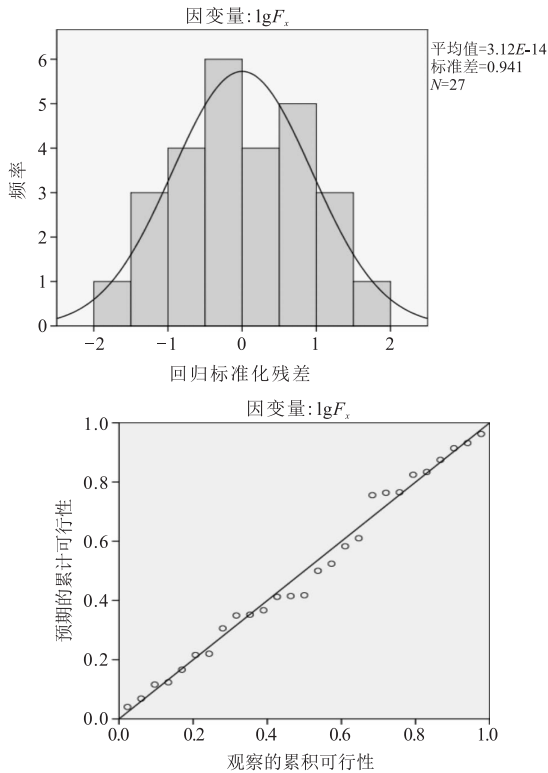 因变量:lgFx
平均值=3.12E-14
标准差=0.941
N=27
频率
6
5
4
3
2
1
0
−2 −1 0 1 2
回归标准化残差
因变量:lgFx
预期的累计可行性
1.0
0.8
0.6
0.4
0.2
0.0
0.0 0.2 0.4 0.6 0.8 1.0
观察的累积可行性